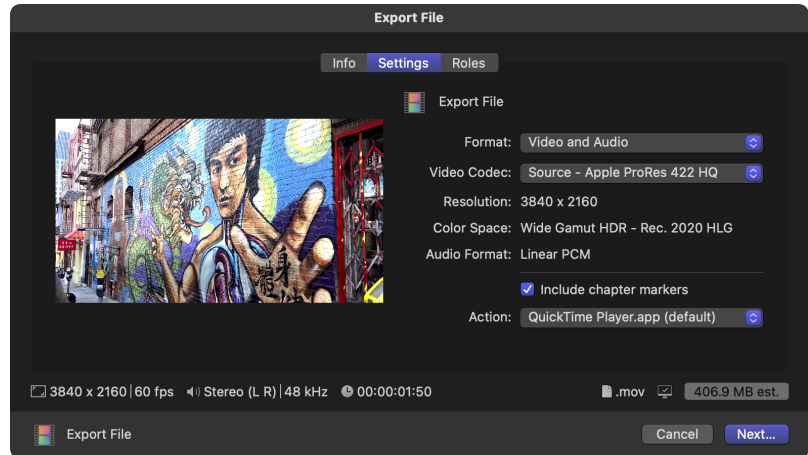 Export File
Info Settings Roles
Export File
Format: Video and Audio
Video Codec: Source - Apple ProRes 422 HQ
Resolution: 3840 x 2160
Color Space: Wide Gamut HDR - Rec. 2020 HLG
Audio Format: Linear PCM
Include chapter markers
Action: QuickTime Player.app (default)
3840 x 2160 | 60 fps Stereo (L R) | 48 kHz 00:00:01:50 .mov 406.9 MB est.
Export File Cancel Next...